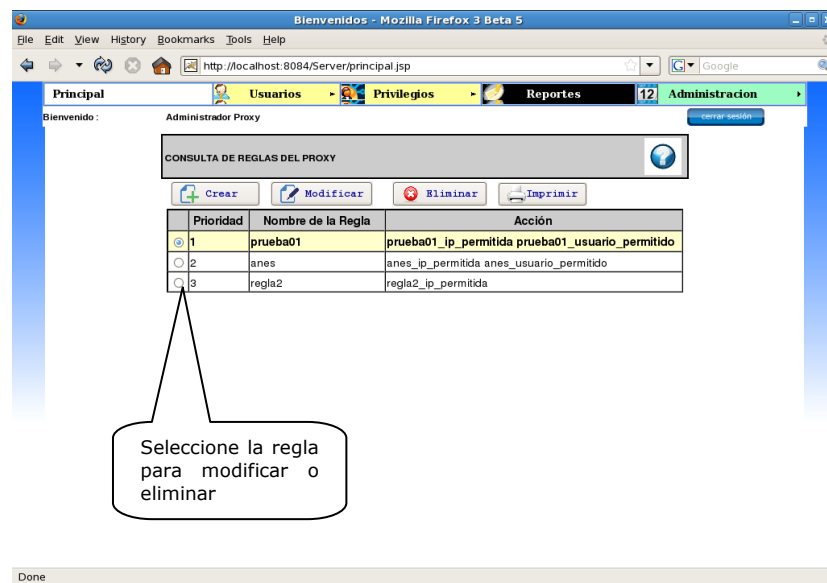 Bienvenidos - Mozilla Firefox 3 Beta 5
File Edit View History Bookmarks Tools Help
http://localhost:8084/Server/principal.jsp
G Google
Principal Usuarios Privilegios Reportes 12 Administracion
Bienvenido : Administrador Proxy cerrar sesión
CONSULTA DE REGLAS DEL PROXY
Crear Modificar Eliminar Imprimir
Prioridad Nombre de la Regla Acción
1 prueba01 prueba01_ip_permitida prueba01_usuario_permitido
2 anes anes_ip_permitida anes_usuario_permitido
3 regla2 regla2_ip_permitida
Seleccione la regla
para modificar o
eliminar
Done